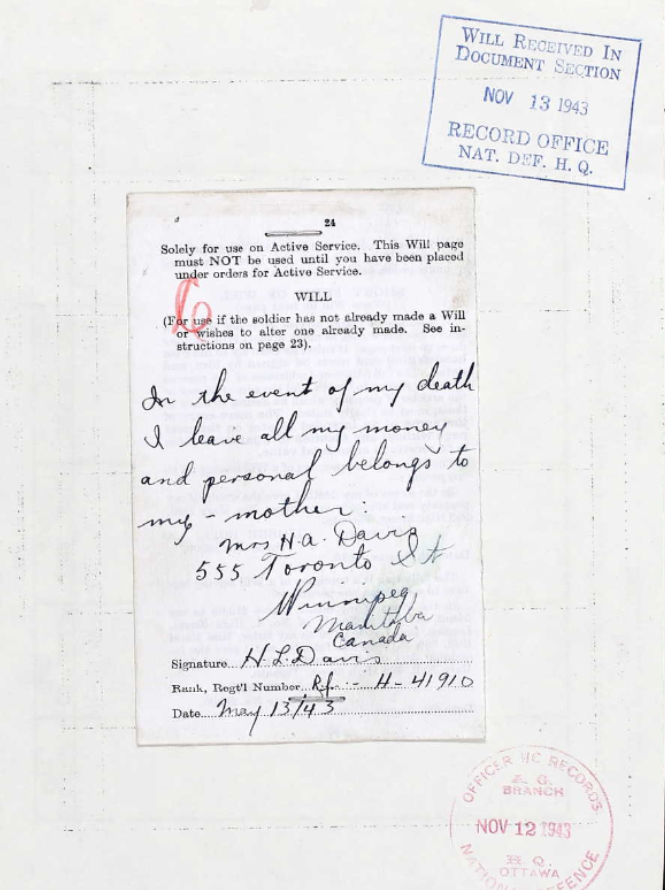 WILL RECEIVED IN
DOCUMENT SECTION
NOV 13 1943
RECORD OFFICE
NAT. DEF. H. Q.
24
Solely for use on Active Service. This Will page
must NOT be used until you have been placed
under orders for Active Service.
WILL
(For use if the soldier has not already made a Will
or wishes to alter one already made. See in-
structions on page 23).
In the event of my death
I leave all my money
and personal belongs to
my - mother:
Mrs H.A. Davis
555 Toronto St
Winnipeg
Manitoba
Canada
Signature H.L.Davis
Rank, Regt'l Number Rf. :- H-41910
Date May 13/43
OFFICER I/C RECORDS
A. G.
BRANCH
NOV 12 1943
H. Q.
OTTAWA